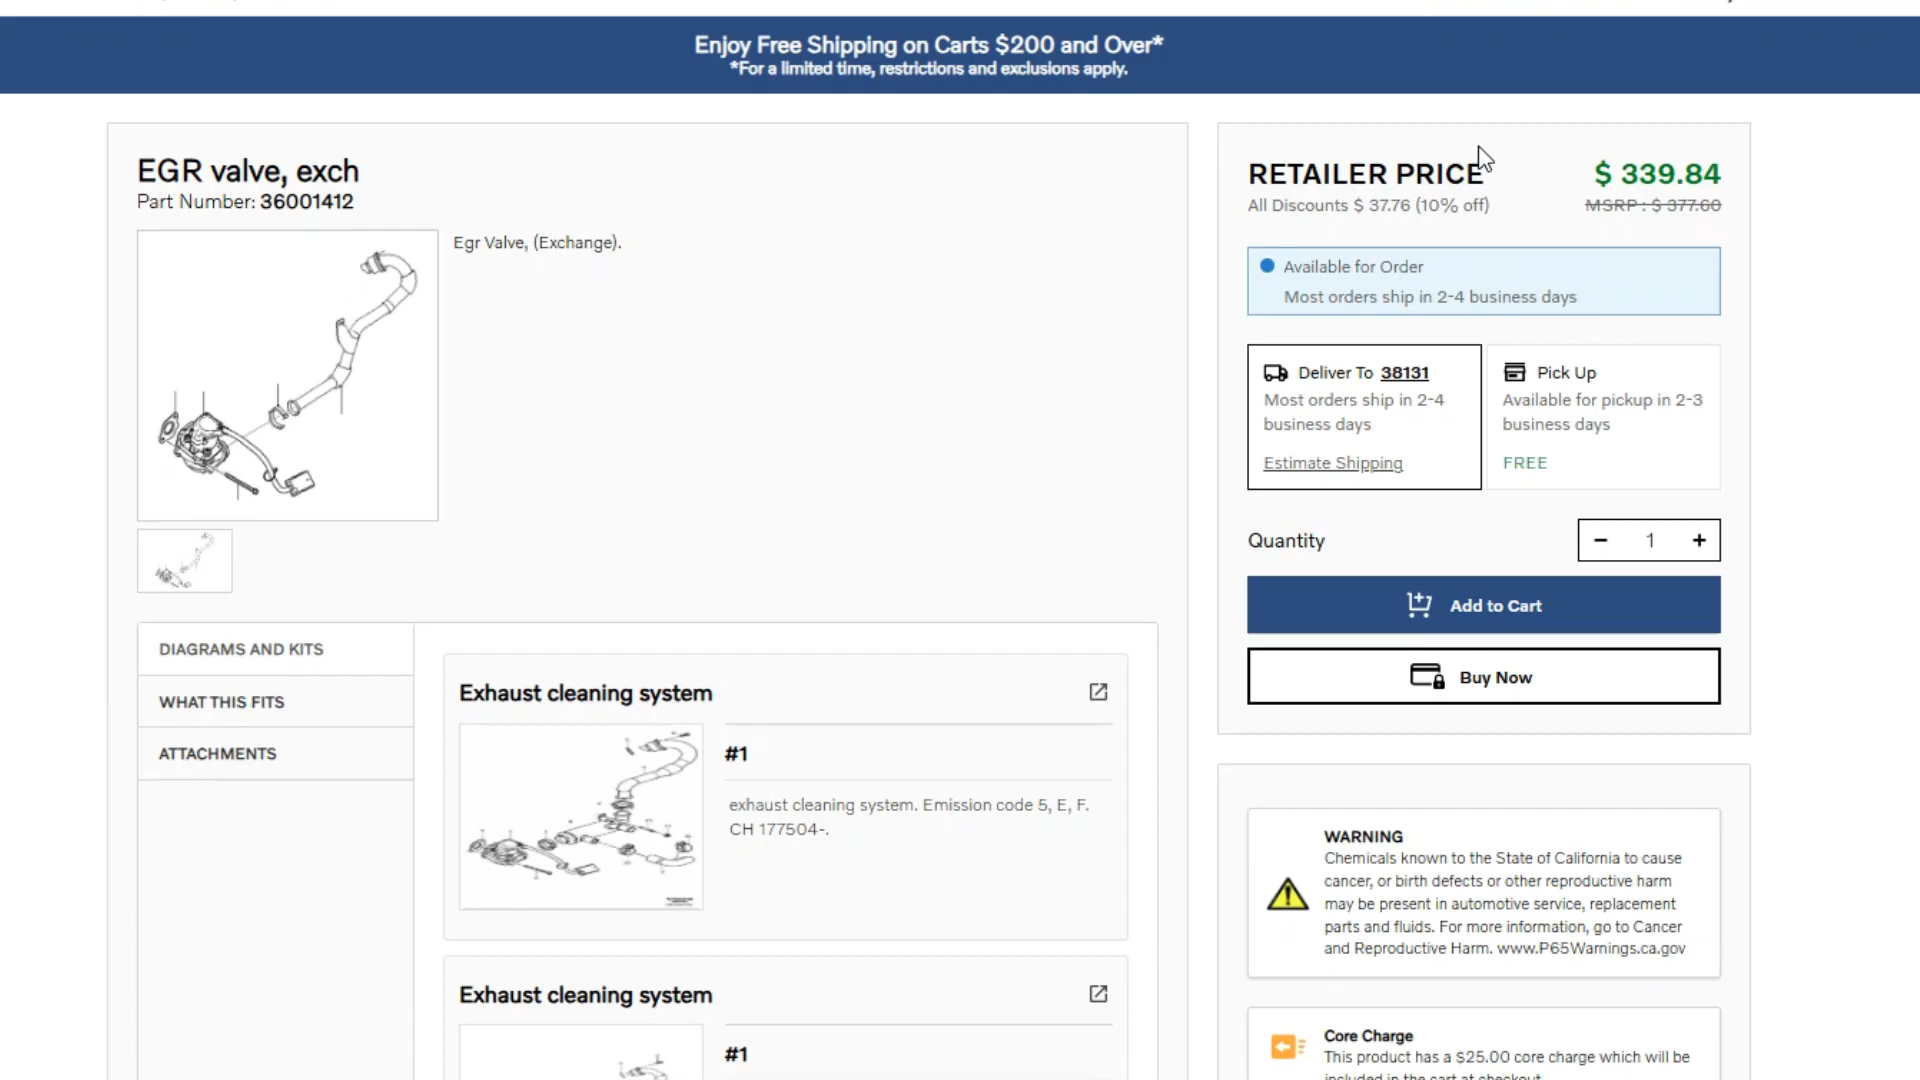 Enjoy Free Shipping on Carts $200 and Over*
*For a limited time, restrictions and exclusions apply.
EGR valve, exch
Part Number: 36001412
Egr Valve, (Exchange).
DIAGRAMS AND KITS
WHAT THIS FITS
ATTACHMENTS
Exhaust cleaning system
#1
exhaust cleaning system. Emission code 5, E, F.
CH 177504-.
Exhaust cleaning system
#1
RETAILER PRICE
$ 339.84
All Discounts $ 37.76 (10% off)
MSRP : $ 377.60
Available for Order
Most orders ship in 2-4 business days
Deliver To 38131
Most orders ship in 2-4
business days
Estimate Shipping
Pick Up
Available for pickup in 2-3
business days
FREE
Quantity
1
Add to Cart
Buy Now
WARNING
Chemicals known to the State of California to cause
cancer, or birth defects or other reproductive harm
may be present in automotive service, replacement
parts and fluids. For more information, go to Cancer
and Reproductive Harm. www.P65Warnings.ca.gov
Core Charge
This product has a $25.00 core charge which will be
included in the cart at checkout